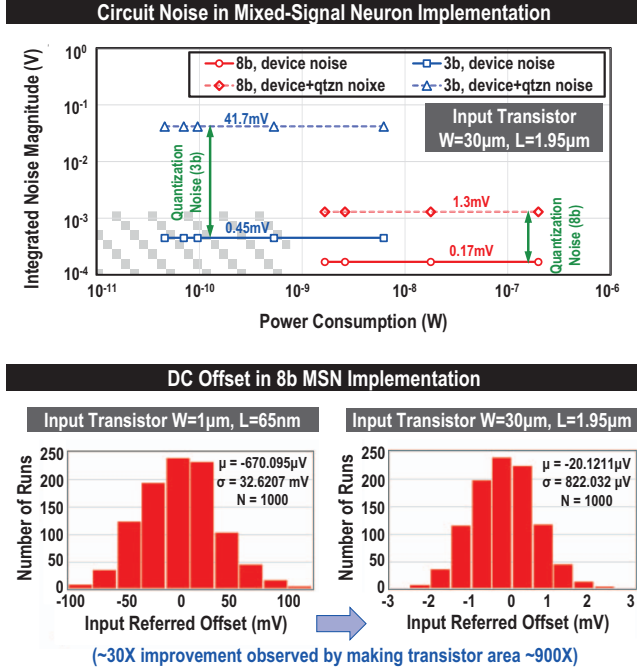 Circuit Noise in Mixed-Signal Neuron Implementation
Integrated Noise Magnitude (V)
10⁰
10⁻¹
10⁻²
10⁻³
10⁻⁴
8b, device noise
3b, device noise
8b, device+qtzn noixe
3b, device+qtzn noise
Input Transistor
W=30μm, L=1.95μm
41.7mV
Quantization
Noise (3b)
0.45mV
1.3mV
0.17mV
Quantization
Noise (8b)
10⁻¹¹ 10⁻¹⁰ 10⁻⁹ 10⁻⁸ 10⁻⁷ 10⁻⁶
Power Consumption (W)
DC Offset in 8b MSN Implementation
Input Transistor W=1μm, L=65nm
Number of Runs
250
200
150
100
50
0
μ = -670.095μV
σ = 32.6207 mV
N = 1000
-100 -50 0 50 100
Input Referred Offset (mV)
Input Transistor W=30μm, L=1.95μm
Number of Runs
250
200
150
100
50
0
μ = -20.1211μV
σ = 822.032 μV
N = 1000
-3 -2 -1 0 1 2 3
Input Referred Offset (mV)
(~30X improvement observed by making transistor area ~900X)